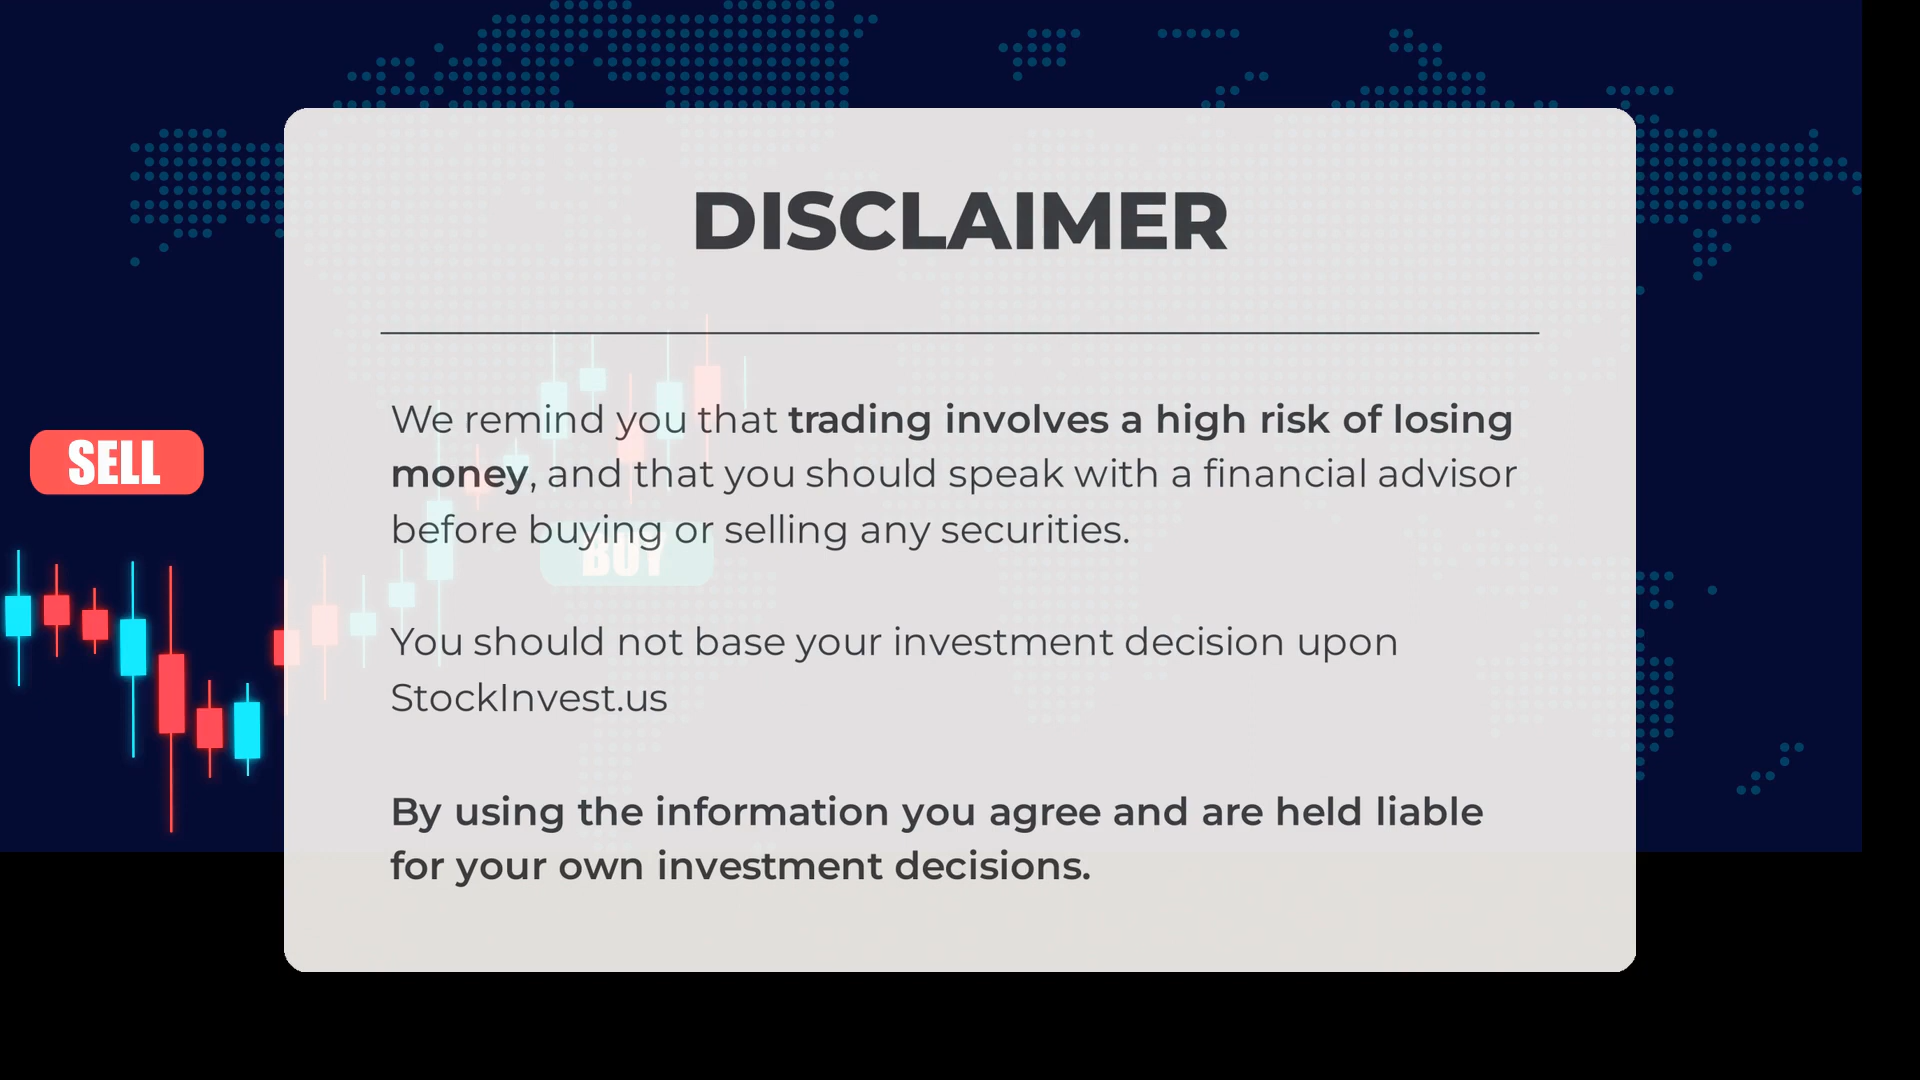 DISCLAIMER
We remind you that trading involves a high risk of losing
money, and that you should speak with a financial advisor
before buying or selling any securities.
SELL
BUY
You should not base your investment decision upon
StockInvest.us
By using the information you agree and are held liable
for your own investment decisions.